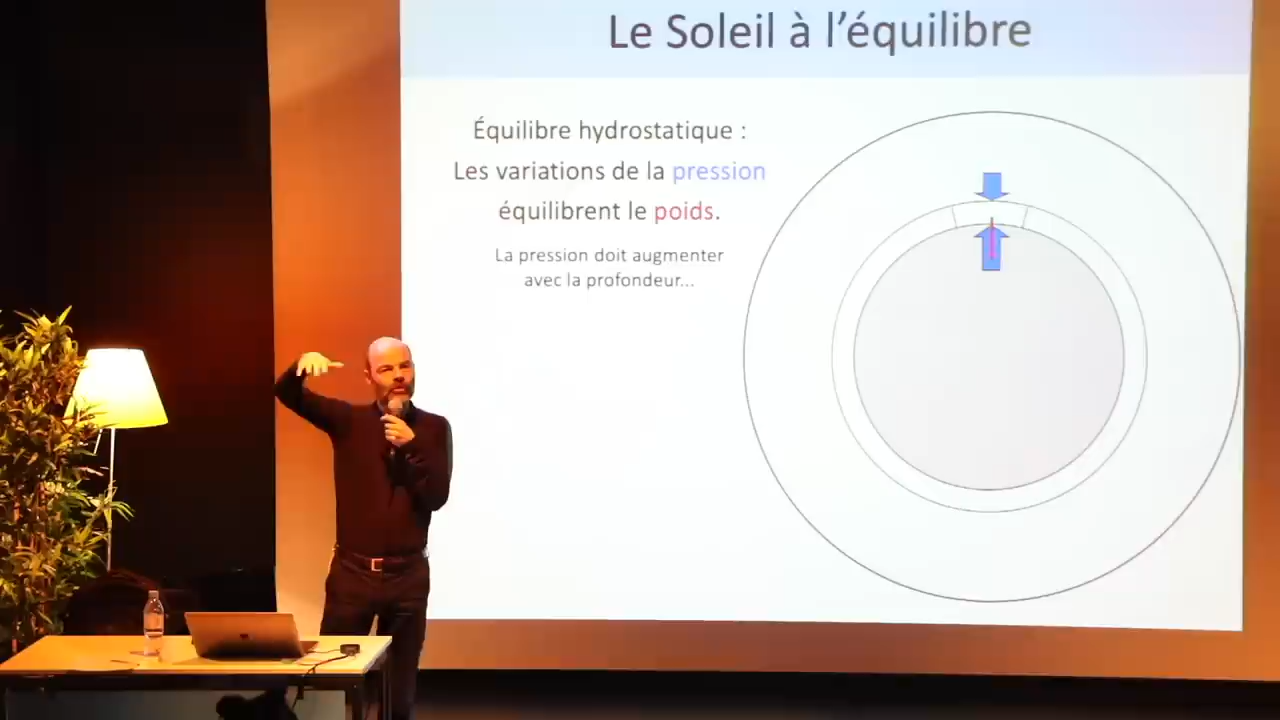 Le Soleil à l'équilibre
Équilibre hydrostatique :
Les variations de la pression
équilibrent le poids.
La pression doit augmenter
avec la profondeur...